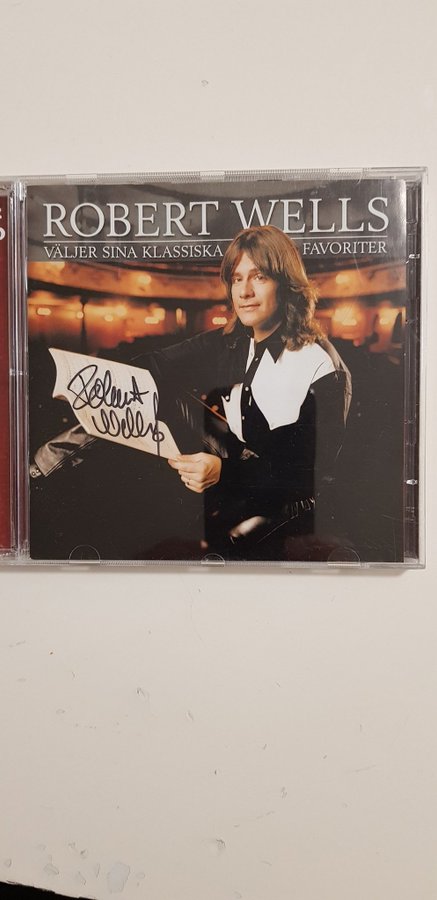 ROBERT WELLS
VÄLJER SINA KLASSISKA FAVORITER
Robert
Wells